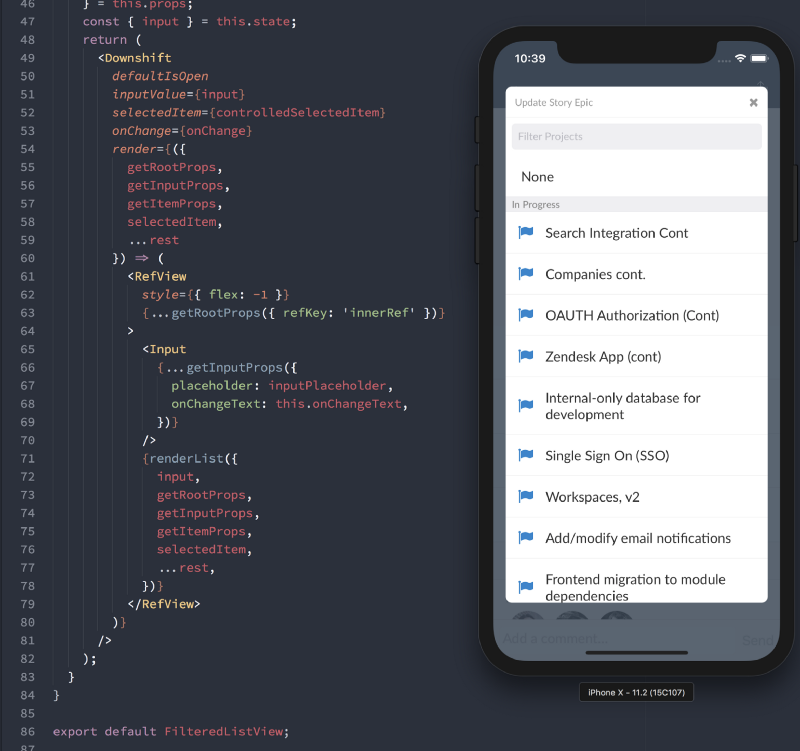 46 } = this.props;
47 const { input } = this.state;
48 return (
49 <Downshift
50 defaultIsOpen
51 inputValue={input}
52 selectedItem={controlledSelectedItem}
53 onChange={onChange}
54 render={({
55 getRootProps,
56 getInputProps,
57 getItemProps,
58 selectedItem,
59 ...rest
60 }) => (
61 <RefView
62 style={{ flex: -1 }}
63 {...getRootProps({ refKey: 'innerRef' })}
64 >
65 <Input
66 {...getInputProps({
67 placeholder: inputPlaceholder,
68 onChangeText: this.onChangeText,
69 })}
70 />
71 {renderList({
72 input,
73 getRootProps,
74 getInputProps,
75 getItemProps,
76 selectedItem,
77 ...rest,
78 })}
79 </RefView>
80 )}
81 />
82 );
83 }
84 }
85
86 export default FilteredListView;
87
10:39
Update Story Epic
Filter Projects
None
In Progress
Search Integration Cont
Companies cont.
OAUTH Authorization (Cont)
Zendesk App (cont)
Internal-only database for
development
Single Sign On (SSO)
Workspaces, v2
Add/modify email notifications
Frontend migration to module
dependencies
Add a comment... Send
iPhone X - 11.2 (15C107)